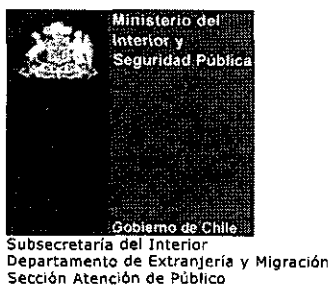 Ministerio del
Interior y
Seguridad Pública
Gobierno de Chile
Subsecretaría del Interior
Departamento de Extranjería y Migración
Sección Atención de Público